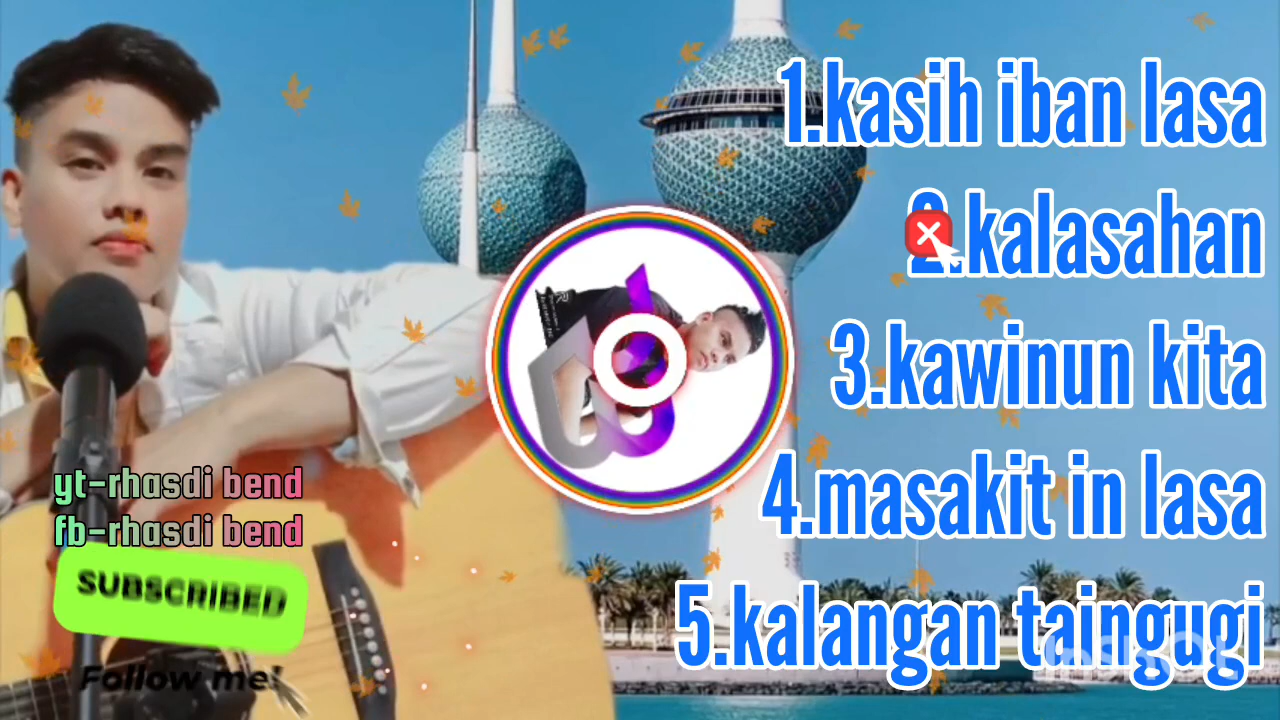 1.kasih iban lasa
2.kalasahan
3.kawinun kita
4.masakit in lasa
5.kalangan taingugi
yt-rhasdi bend
fb-rhasdi bend
SUBSCRIBED
Follow me!